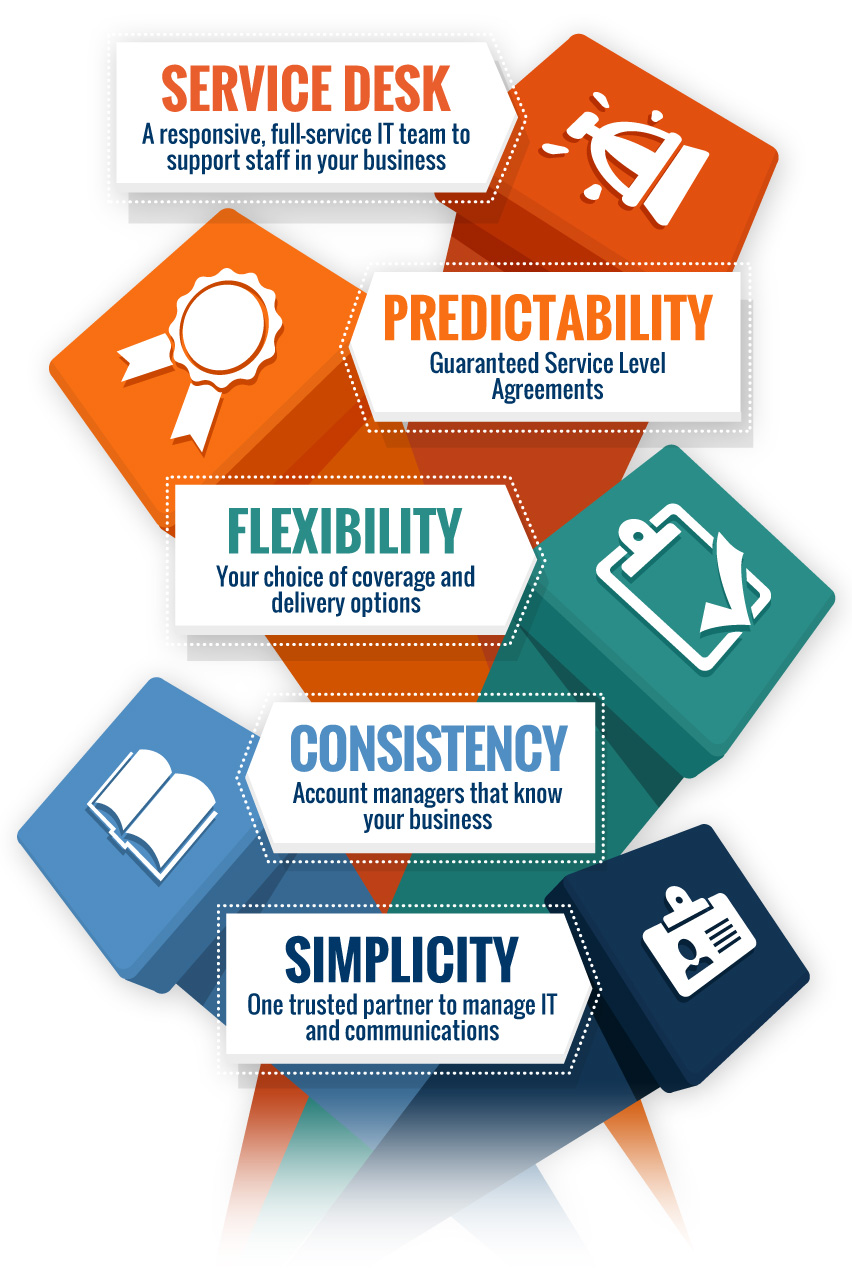 SERVICE DESK
A responsive, full-service IT team to
support staff in your business
PREDICTABILITY
Guaranteed Service Level
Agreements
FLEXIBILITY
Your choice of coverage and
delivery options
CONSISTENCY
Account managers that know
your business
SIMPLICITY
One trusted partner to manage IT
and communications